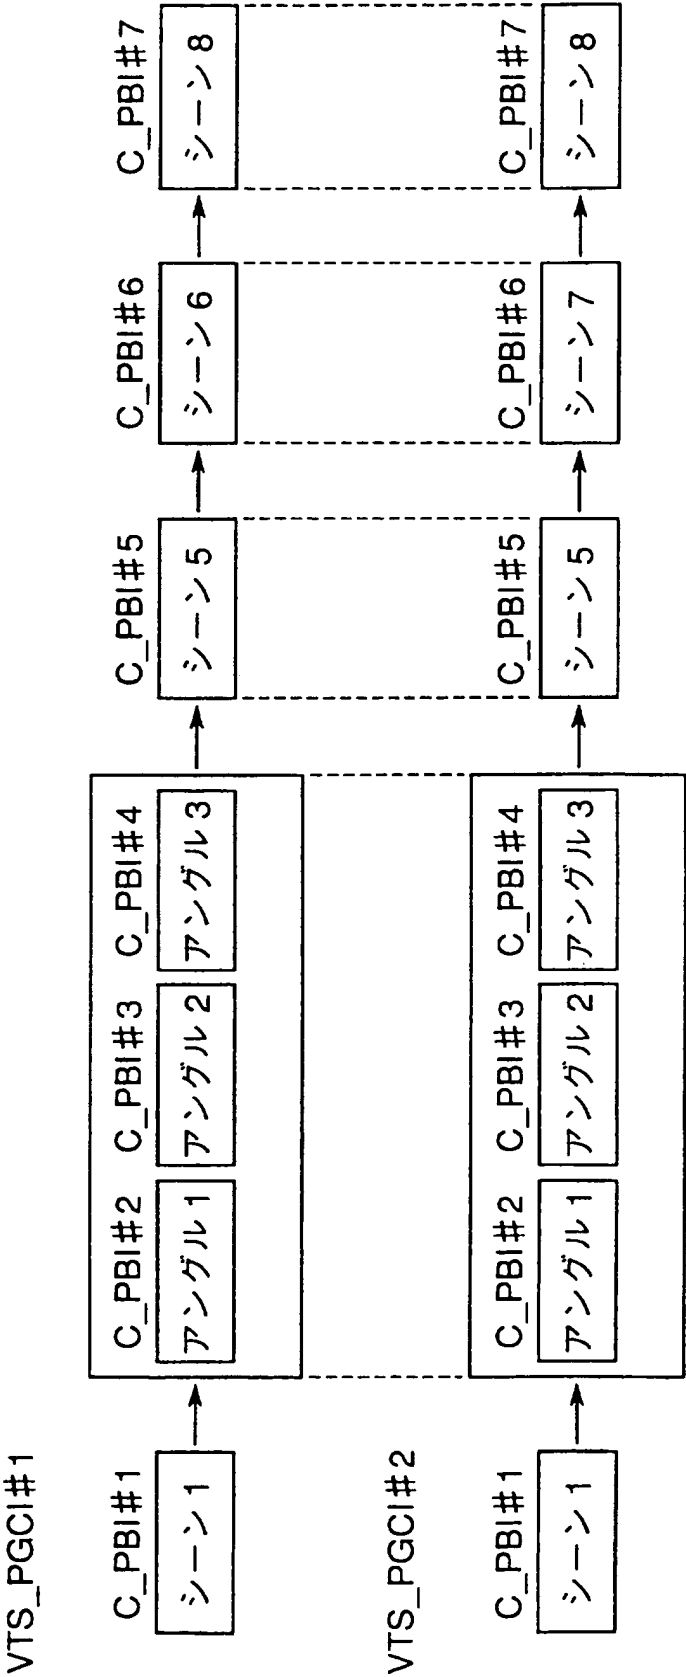 VTS_PGCI#1
C_PBI#1 C_PBI#2 C_PBI#3 C_PBI#4 C_PBI#5 C_PBI#6 C_PBI#7
シーン1 アングル1 アングル2 アングル3 シーン5 シーン6 シーン8
VTS_PGCI#2
C_PBI#1 C_PBI#2 C_PBI#3 C_PBI#4 C_PBI#5 C_PBI#6 C_PBI#7
シーン1 アングル1 アングル2 アングル3 シーン5 シーン7 シーン8